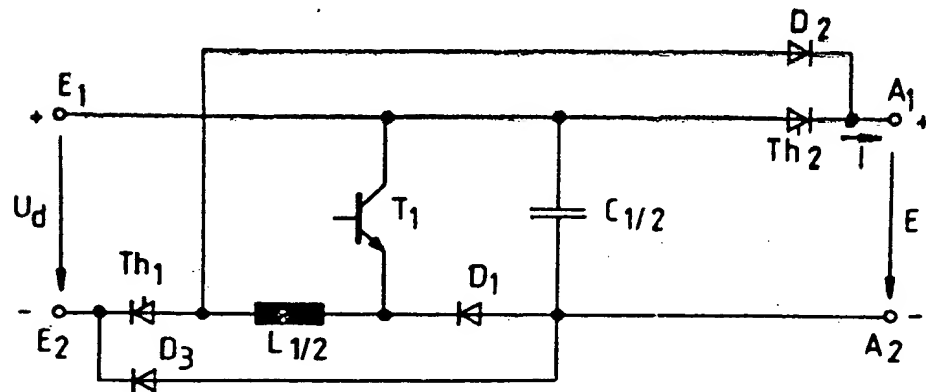 D2
E1
A1
+
+
Th2
I
Ud
T1
C1/2
E
Th1
D1
-
-
E2
D3
L1/2
A2